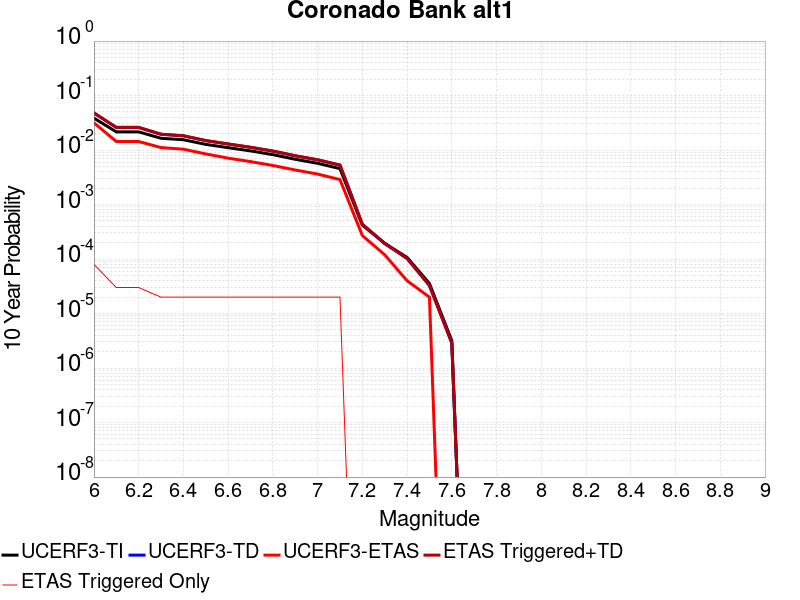 Coronado Bank alt1
10 Year Probability
10^0
10^-1
10^-2
10^-3
10^-4
10^-5
10^-6
10^-7
10^-8
6 6.2 6.4 6.6 6.8 7 7.2 7.4 7.6 7.8 8 8.2 8.4 8.6 8.8 9
Magnitude
UCERF3-TI UCERF3-TD UCERF3-ETAS ETAS Triggered+TD
ETAS Triggered Only